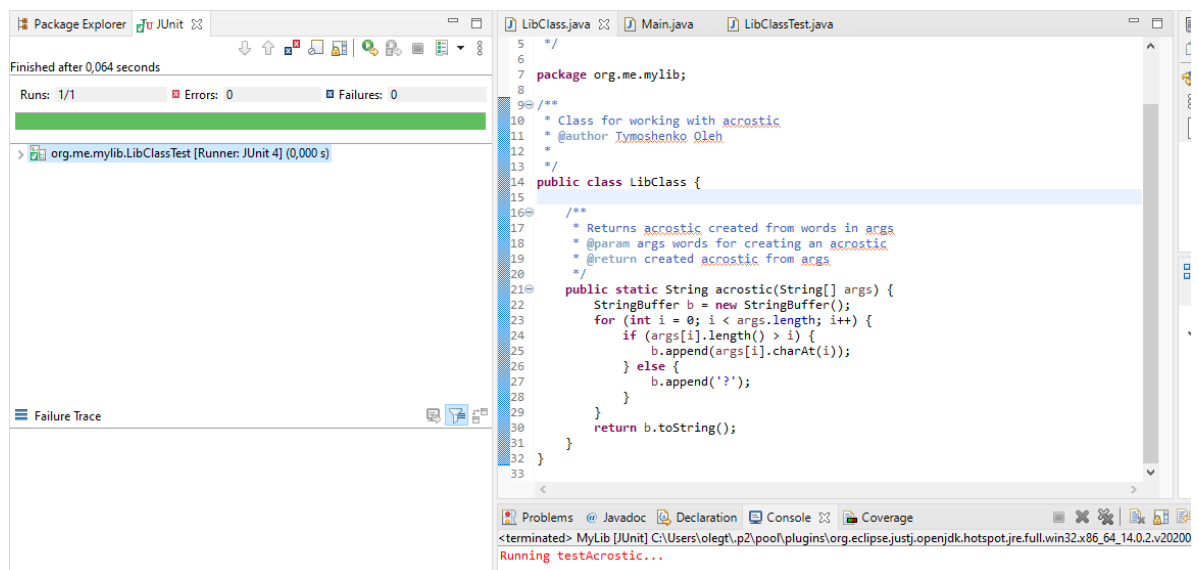 Package Explorer JUnit
Finished after 0,064 seconds
Runs: 1/1 Errors: 0 Failures: 0
org.me.mylib.LibClassTest [Runner: JUnit 4] (0,000 s)
Failure Trace
LibClass.java Main.java LibClassTest.java
5 */
6
7 package org.me.mylib;
8
9 /**
10 * Class for working with acrostic
11 * @author Tymoshenko Oleh
12 *
13 */
14 public class LibClass {
15
16 /**
17 * Returns acrostic created from words in args
18 * @param args words for creating an acrostic
19 * @return created acrostic from args
20 */
21 public static String acrostic(String[] args) {
22 StringBuffer b = new StringBuffer();
23 for (int i = 0; i < args.length; i++) {
24 if (args[i].length() > i) {
25 b.append(args[i].charAt(i));
26 } else {
27 b.append('?');
28 }
29 }
30 return b.toString();
31 }
32 }
33
Problems @ Javadoc Declaration Console Coverage
<terminated> MyLib [JUnit] C:\Users\olegt\.p2\pool\plugins\org.eclipse.justj.openjdk.hotspot.jre.full.win32.x86_64_14.0.2.v20200
Running testAcrostic...